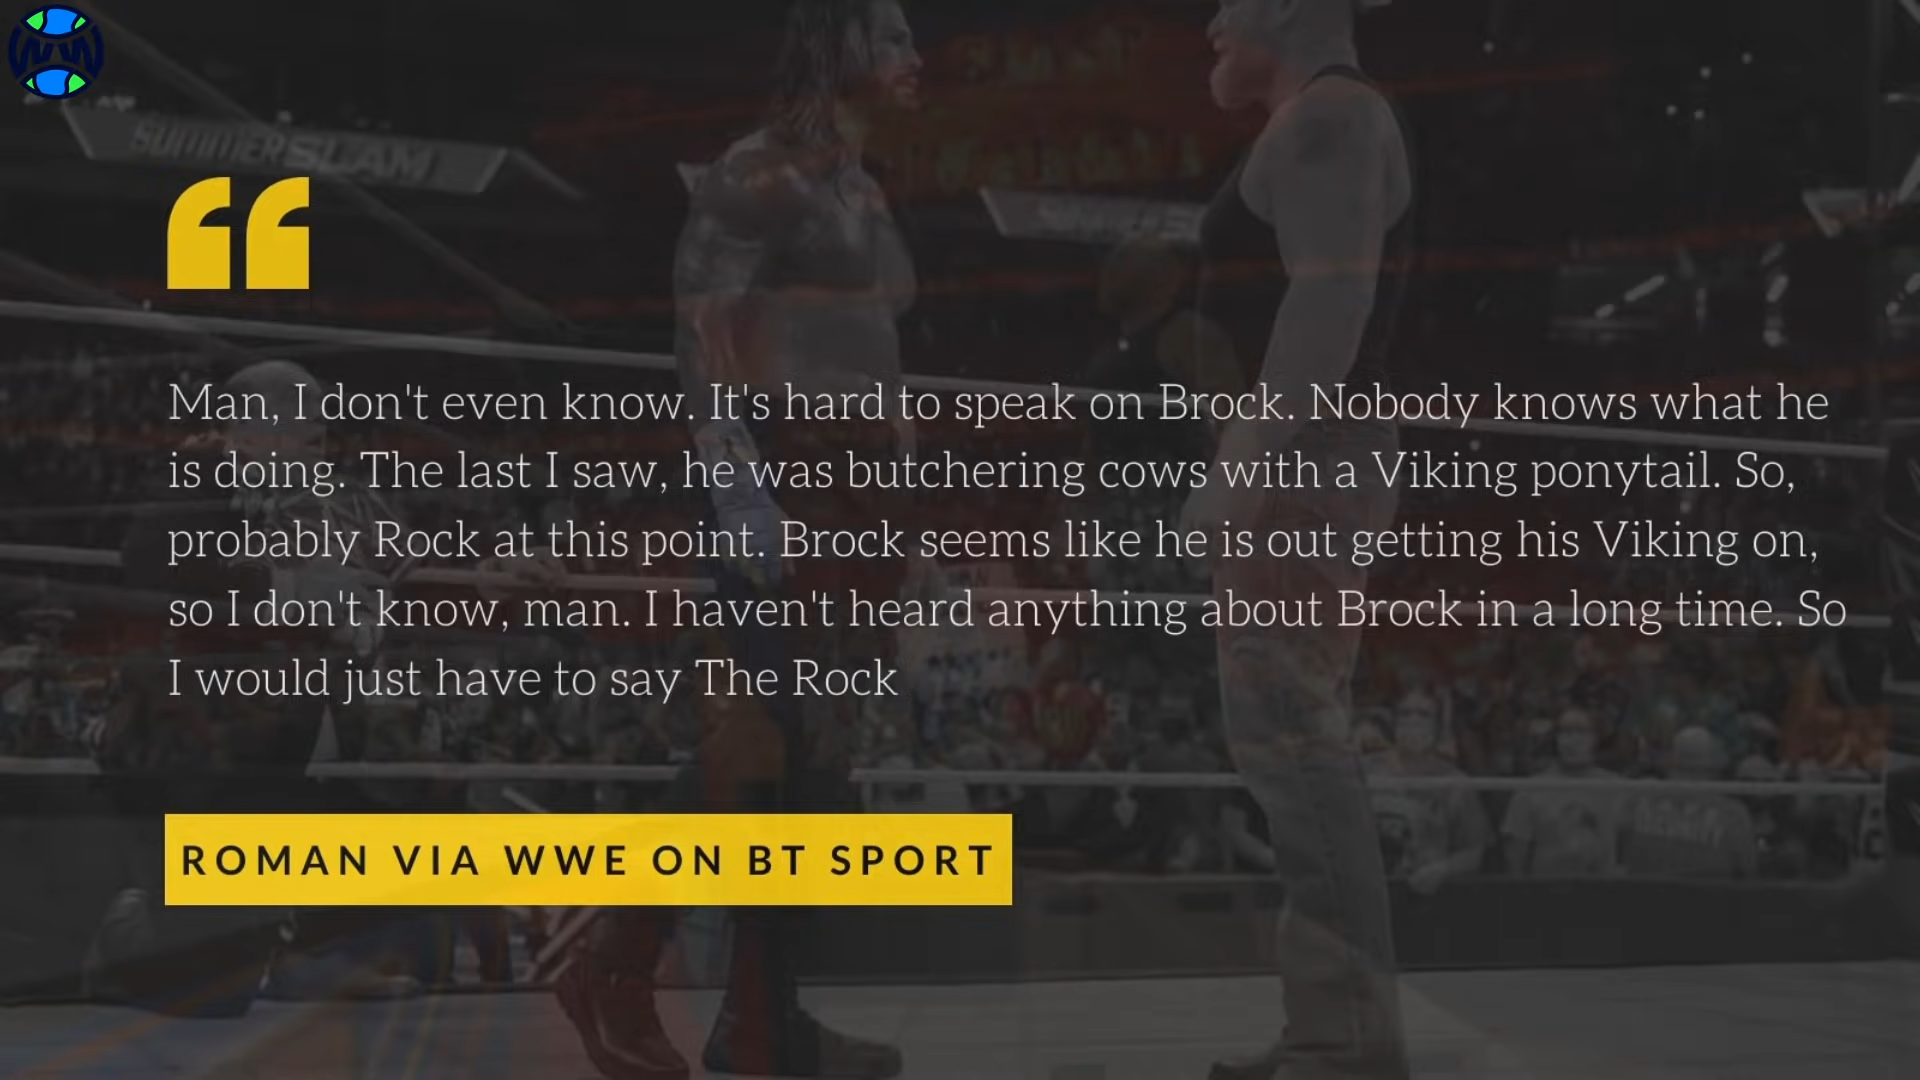 SUMMERSLAM
Man, I don't even know. It's hard to speak on Brock. Nobody knows what he
is doing. The last I saw, he was butchering cows with a Viking ponytail. So,
probably Rock at this point. Brock seems like he is out getting his Viking on,
so I don't know, man. I haven't heard anything about Brock in a long time. So
I would just have to say The Rock
ROMAN VIA WWE ON BT SPORT